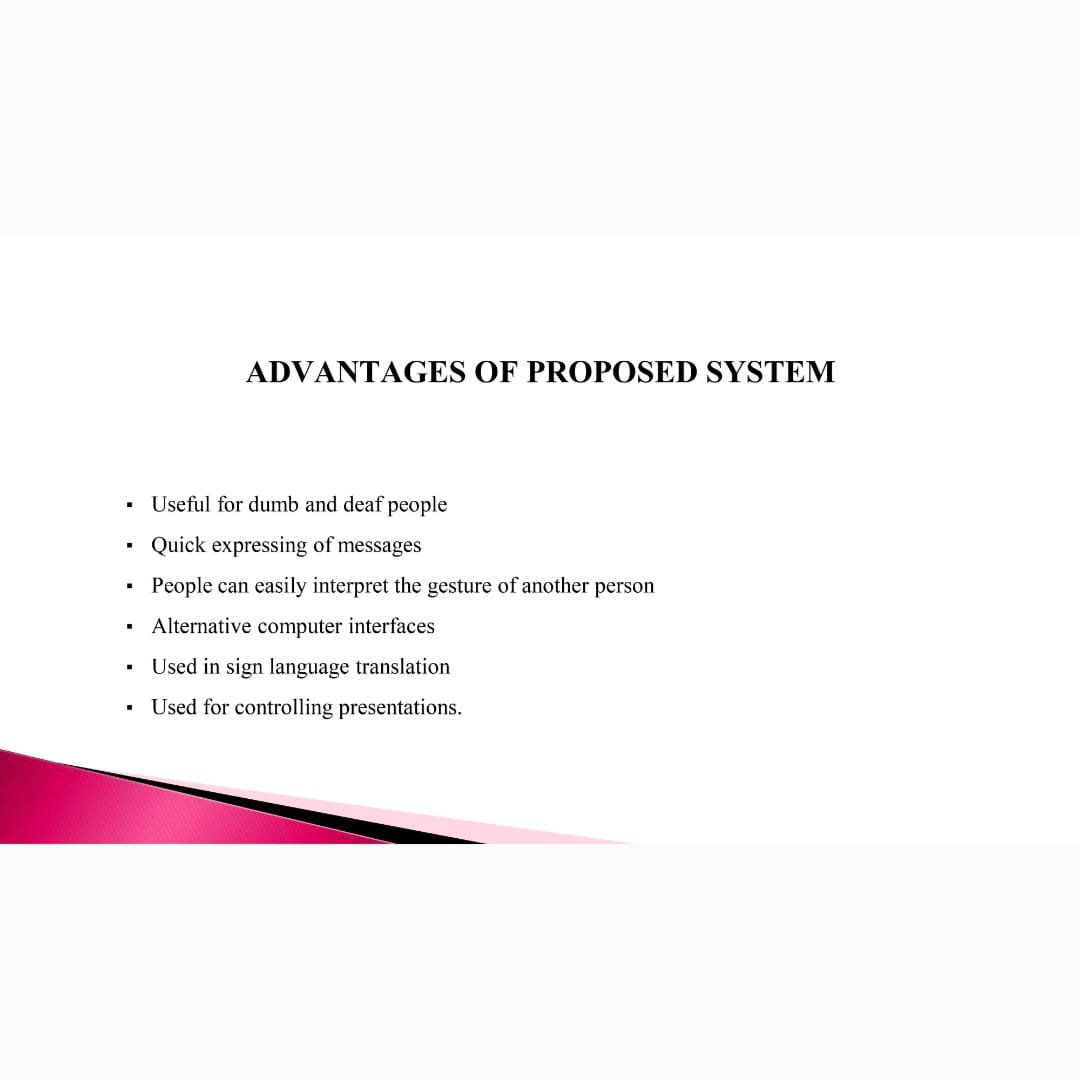 ADVANTAGES OF PROPOSED SYSTEM
▪ Useful for dumb and deaf people
▪ Quick expressing of messages
▪ People can easily interpret the gesture of another person
▪ Alternative computer interfaces
▪ Used in sign language translation
▪ Used for controlling presentations.